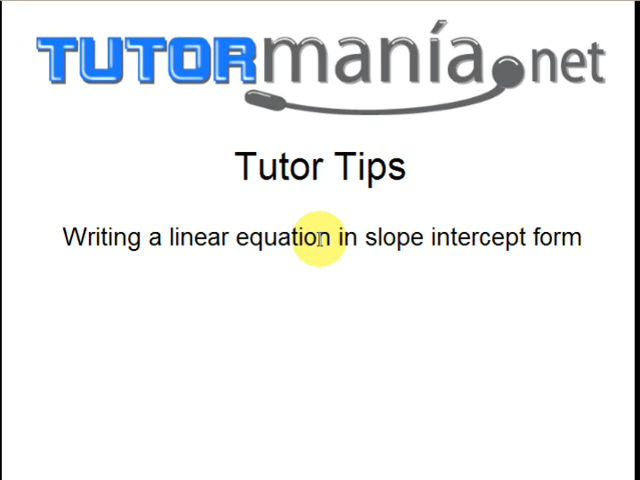 TUTORmanía.net
Tutor Tips
Writing a linear equation in slope intercept form